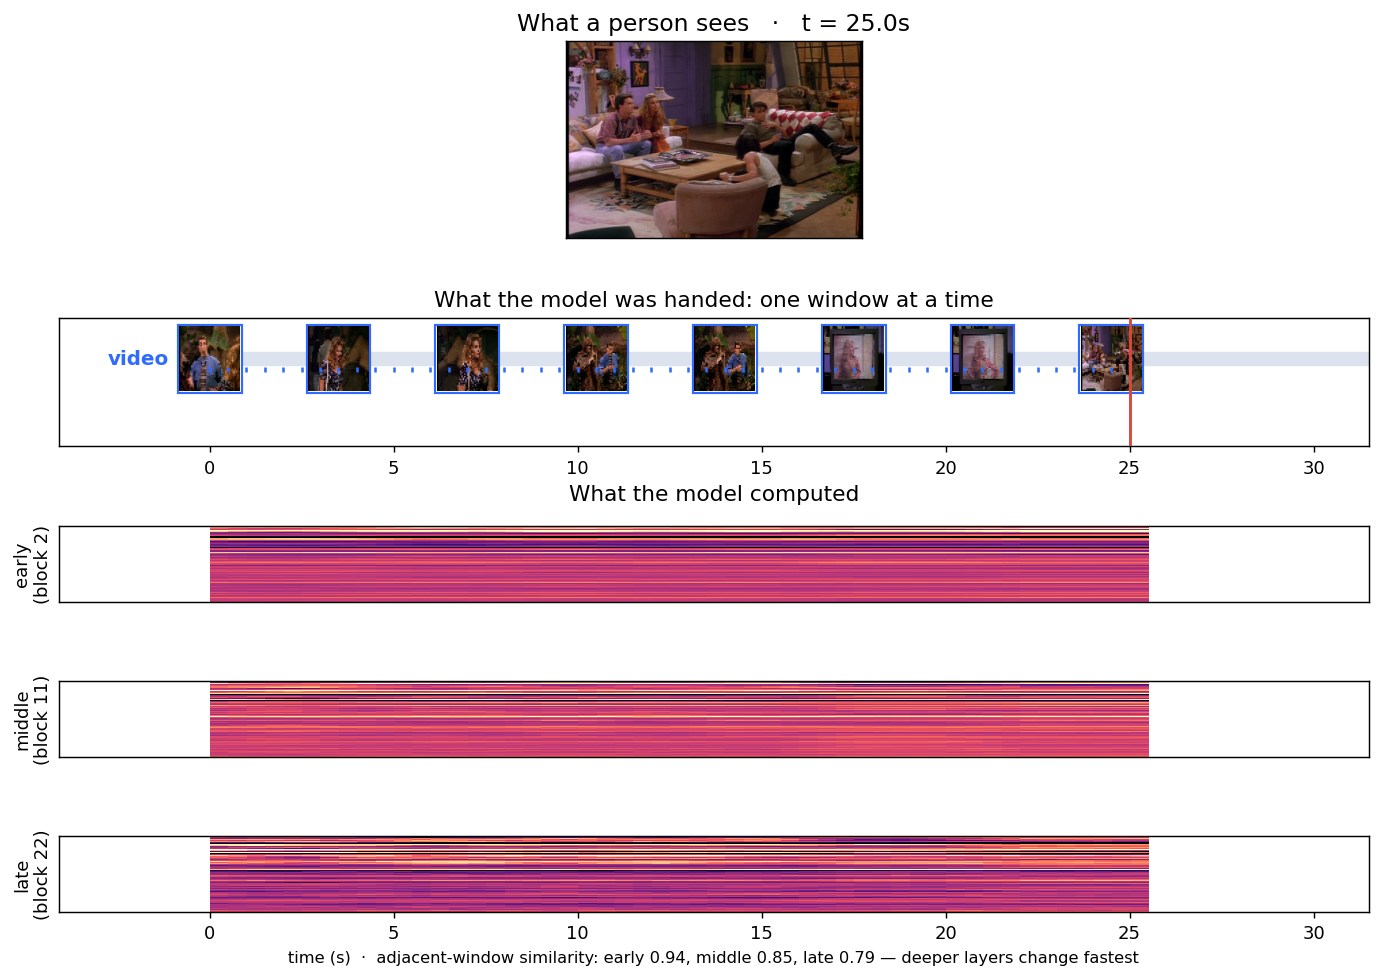 What a person sees · t = 25.0s
What the model was handed: one window at a time
video
0 5 10 15 20 25 30
What the model computed
early
(block 2)
middle
(block 11)
late
(block 22)
0 5 10 15 20 25 30
time (s) · adjacent-window similarity: early 0.94, middle 0.85, late 0.79 — deeper layers change fastest